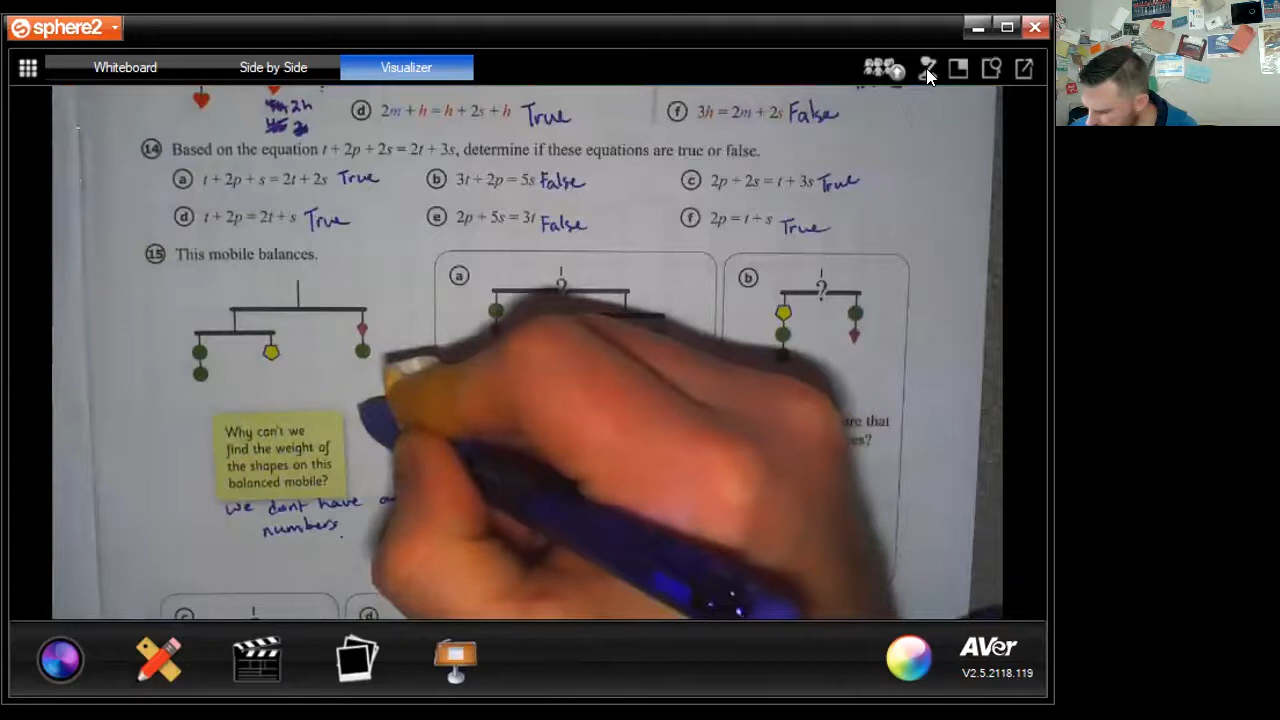 sphere2
Whiteboard Side by Side Visualizer
2h
d 2m + h = h + 2s + h True f 3h = 2m + 2s False
14 Based on the equation t + 2p + 2s = 2t + 3s, determine if these equations are true or false.
a t + 2p + s = 2t + 2s True b 3t + 2p = 5s False c 2p + 2s = t + 3s True
d t + 2p = 2t + s True e 2p + 5s = 3t False f 2p = t + s True
15 This mobile balances.
a ? b ?
Why can't we
find the weight of
the shapes on this
balanced mobile?
that
We dont have
numbers.
c d
AVer
V2.5.2118.119